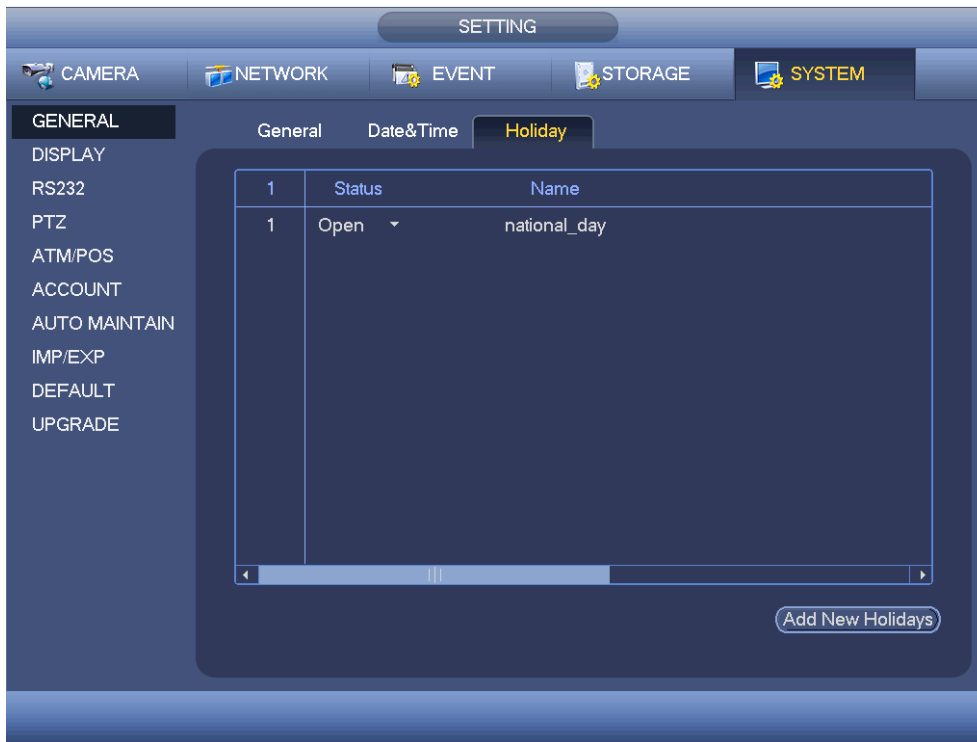 SETTING
CAMERA NETWORK EVENT STORAGE SYSTEM
GENERAL
DISPLAY
RS232
PTZ
ATM/POS
ACCOUNT
AUTO MAINTAIN
IMP/EXP
DEFAULT
UPGRADE
General Date&Time Holiday
1 Status Name
1 Open national_day
Add New Holidays